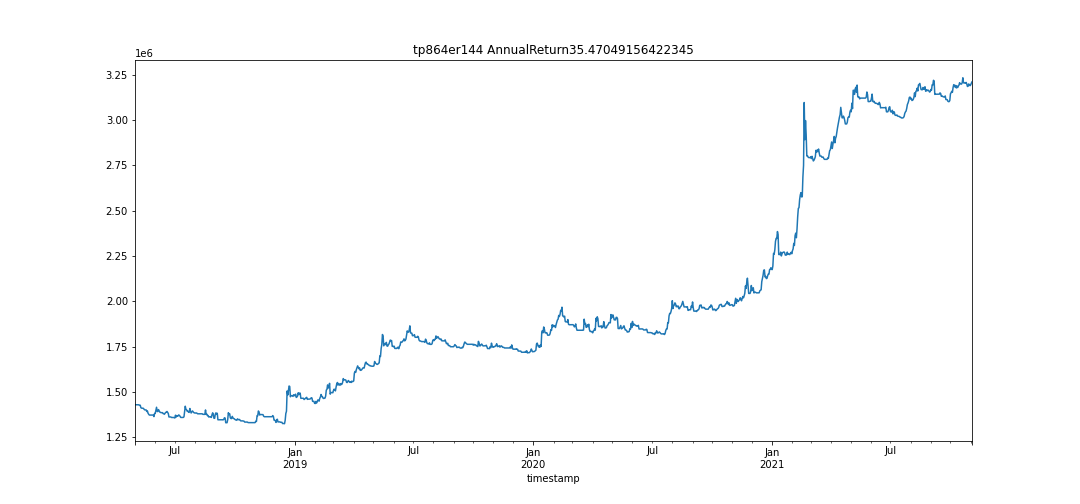 tp864er144 AnnualReturn35.47049156422345
1e6
3.25
3.00
2.75
2.50
2.25
2.00
1.75
1.50
1.25
Jul Jan Jul Jan Jul Jan Jul
2019 2020 2021
timestamp